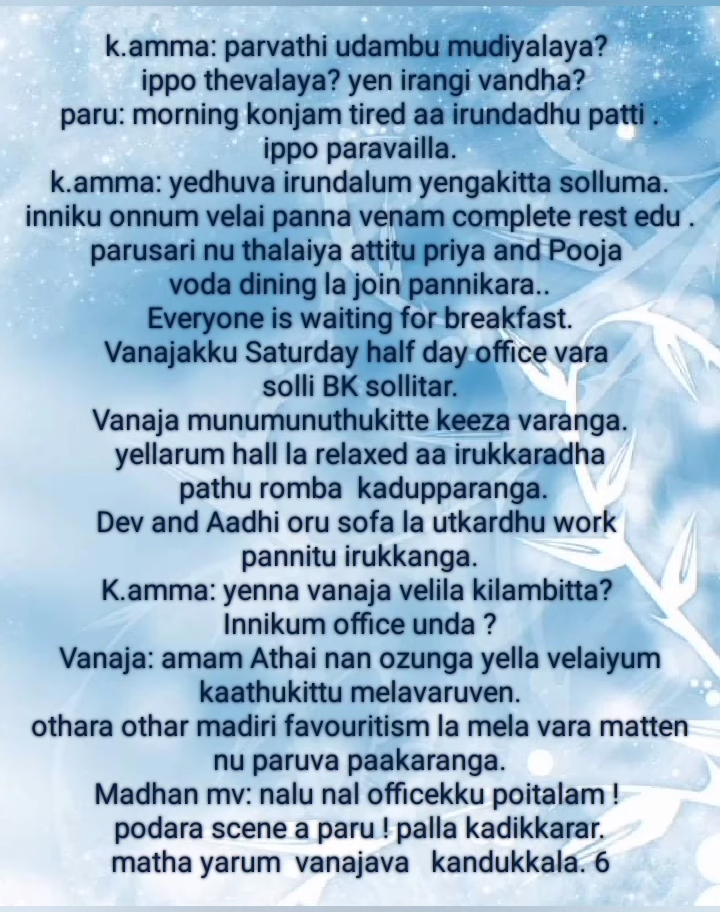 k.amma: parvathi udambu mudiyalaya?
ippo thevalaya? yen irangi vandha?
paru: morning konjam tired aa irundadhu patti .
ippo paravailla.
k.amma: yedhuva irundalum yengakitta solluma.
inniku onnum velai panna venam complete rest edu .
parusari nu thalaiya attitu priya and Pooja
voda dining la join pannikara..
Everyone is waiting for breakfast.
Vanajakku Saturday half day office vara
solli BK sollitar.
Vanaja munumunuthukitte keeza varanga.
yellarum hall la relaxed aa irukkaradha
pathu romba kadupparanga.
Dev and Aadhi oru sofa la utkardhu work
pannitu irukkanga.
K.amma: yenna vanaja velila kilambitta?
Innikum office unda ?
Vanaja: amam Athai nan ozunga yella velaiyum
kaathukittu melavaruven.
othara othar madiri favouritism la mela vara matten
nu paruva paakaranga.
Madhan mv: nalu nal officekku poitalam !
podara scene a paru ! palla kadikkarar.
matha yarum vanajava kandukkala. 6